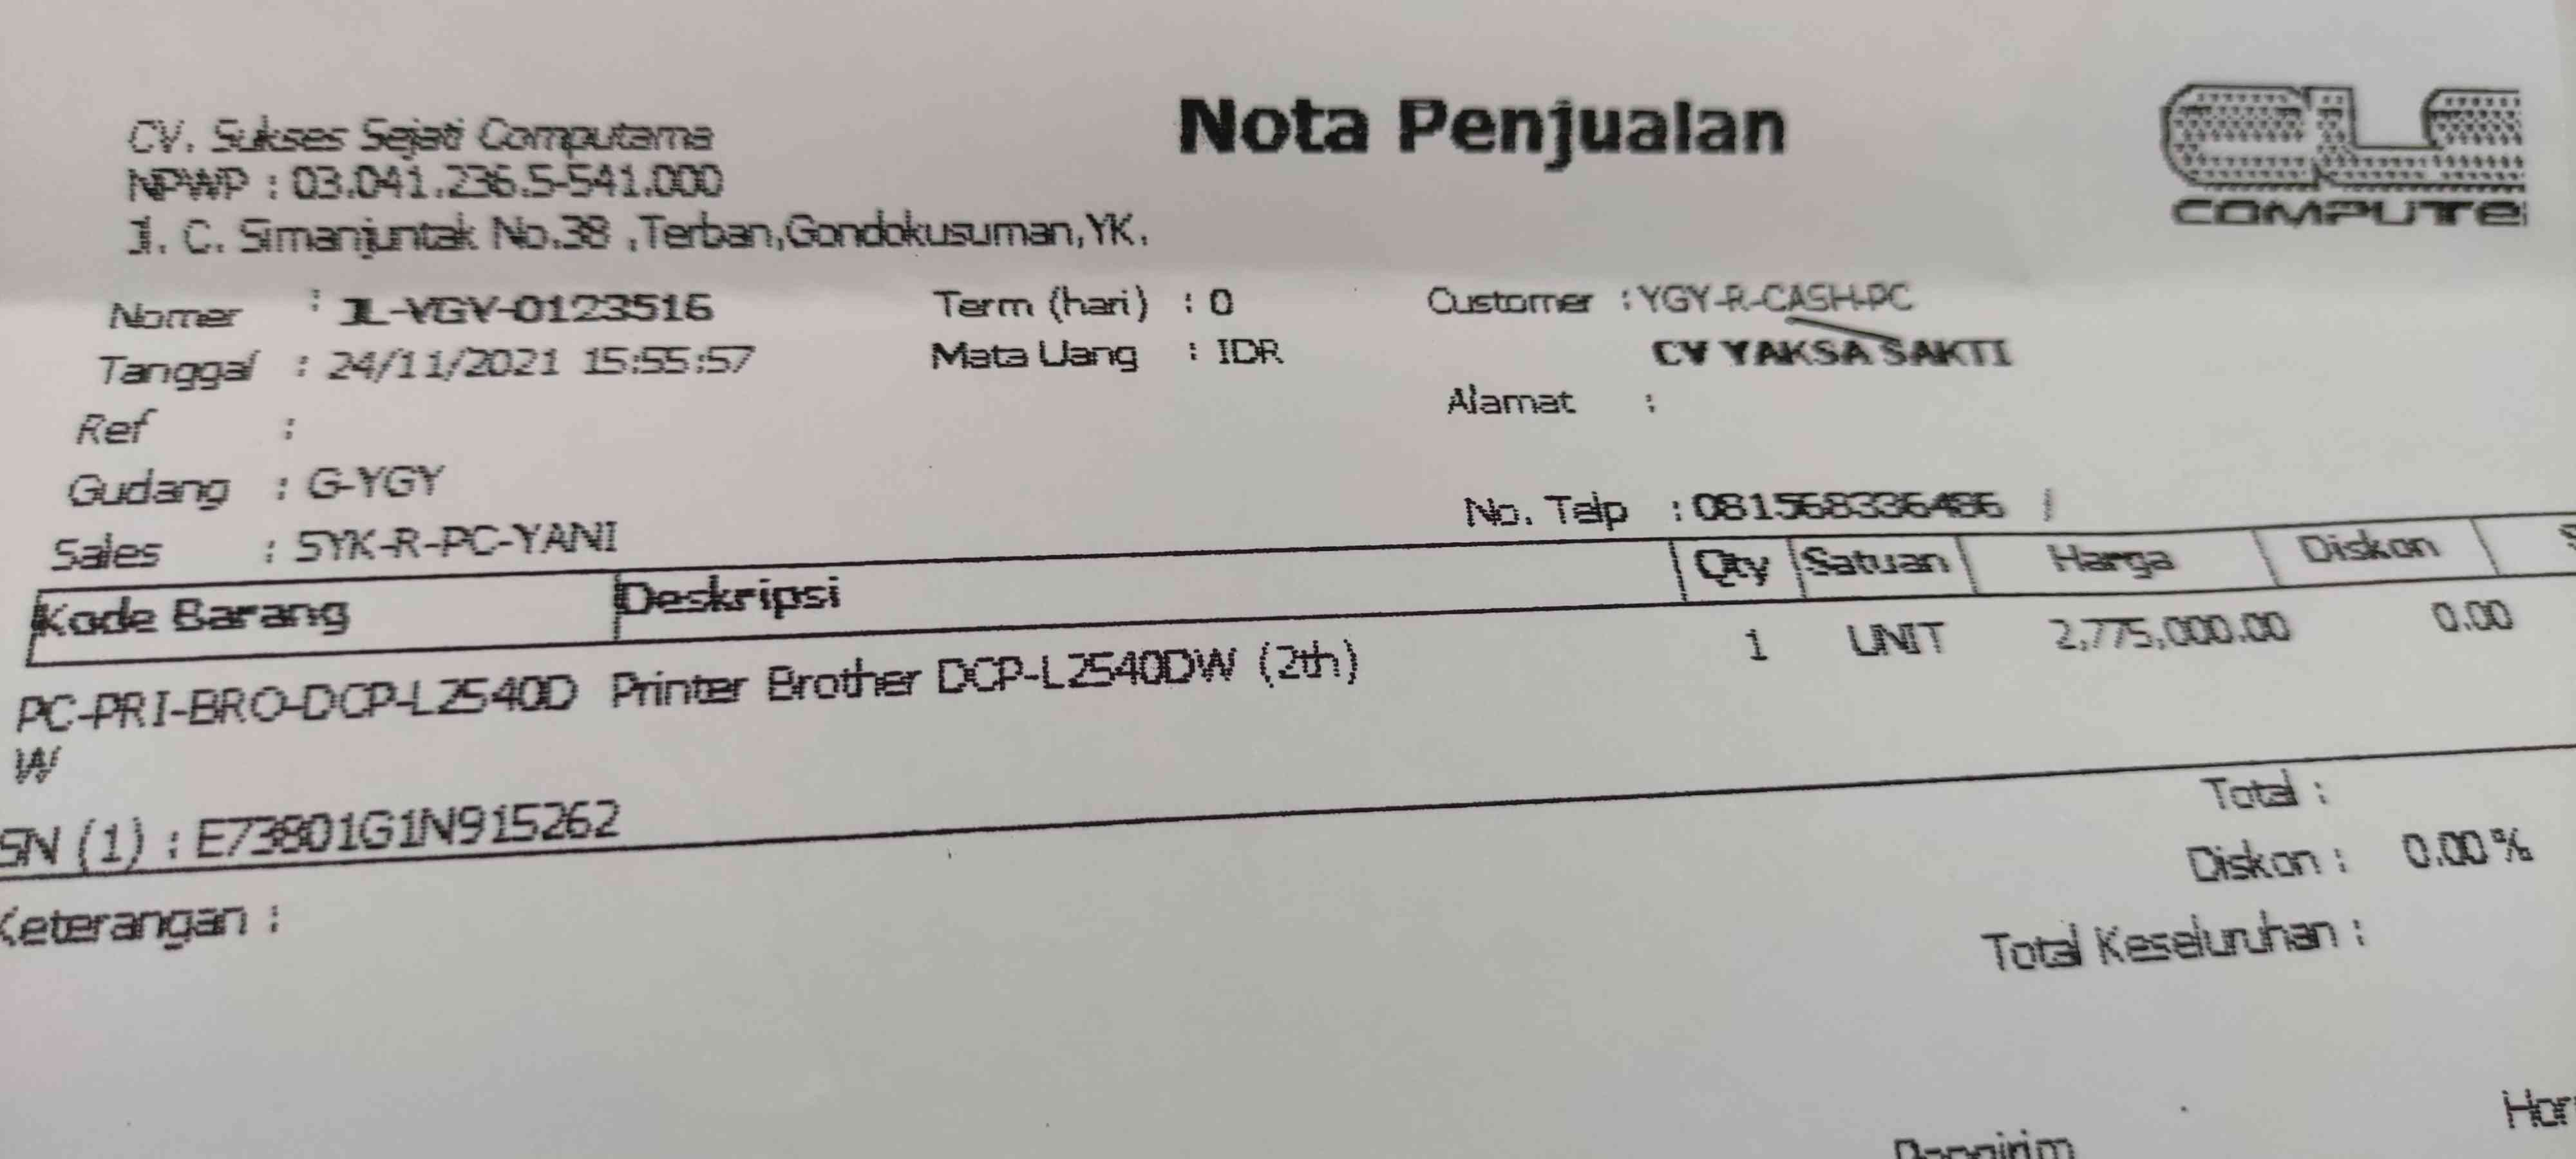 Nota Penjualan
CV. Sukses Sejati Computama
NPWP : 03.041.236.5-541.000
Jl. C. Simanjuntak No.38 ,Terban,Gondokusuman,YK.
COMPUTE
Nomer : JL-YGY-0123516 Term (hari) : 0 Customer : YGY-R-CASH-PC
Tanggal : 24/11/2021 15:55:57 Mata Uang : IDR CV YAKSA SAKTI
Ref : Alamat :
Gudang : G-YGY
Sales : SYK-R-PC-YANI No. Telp : 081568336486
Kode Barang Deskripsi Qty Satuan Harga Diskon S
PC-PRI-BRO-DCP-L2540D Printer Brother DCP-L2540DW (2th) 1 UNIT 2,775,000.00 0.00
W
SN (1) : E73801G1N915262
Total :
Keterangan : Diskon : 0.00%
Total Keseluruhan :
Hor
Pengirim